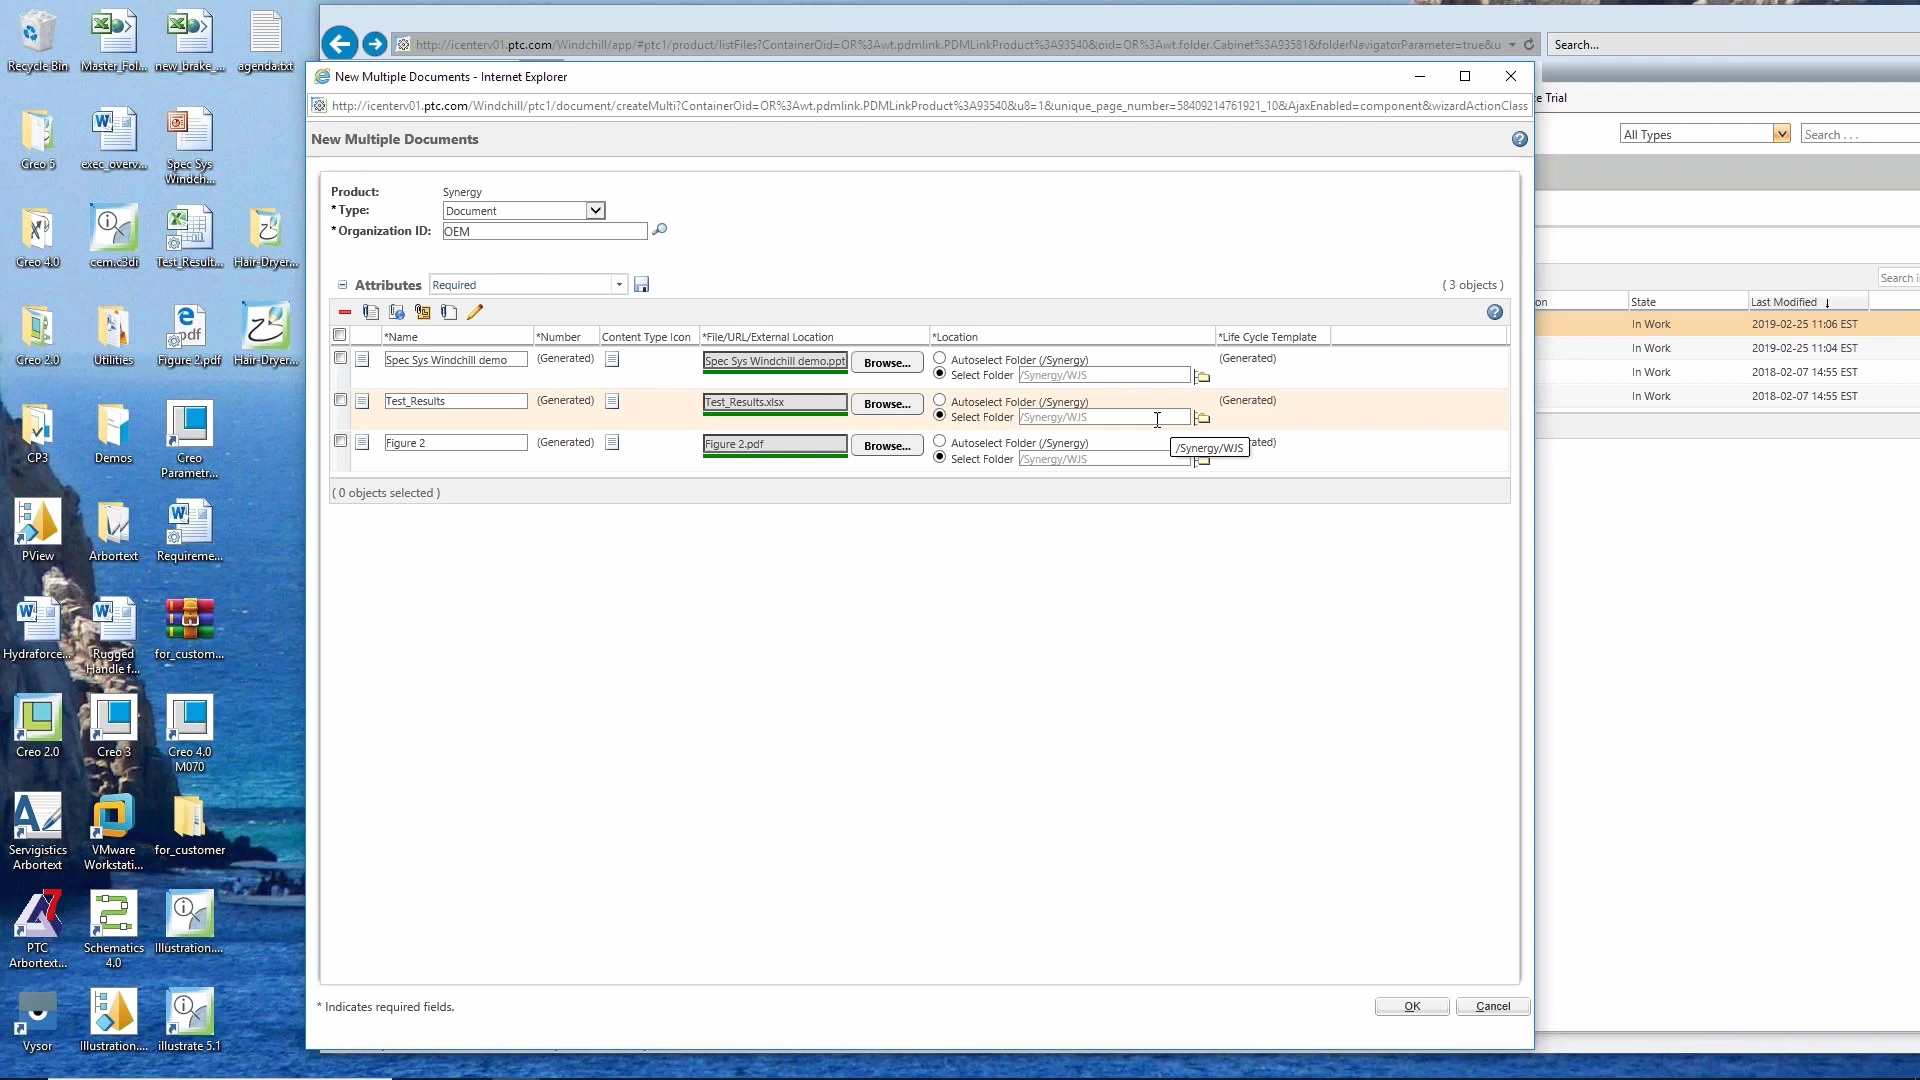 Recycle Bin
Master_Fol...
new_brake_...
agenda.txt
Creo 5
exec_overv...
Spec Sys
Windch...
Creo 4.0
cem.c3di
Test_Result...
Hair-Dryer...
Creo 2.0
Utilities
Figure 2.pdf
Hair-Dryer...
CP3
Demos
Creo
Parametr...
PView
Arbortext
Requireme...
Hydraforce...
Rugged
Handle f...
for_custom...
Creo 2.0
Creo 3
Creo 4.0
M070
Servigistics
Arbortext
VMware
Workstati...
for_customer
PTC
Arbortext...
Schematics
4.0
Illustration....
Vysor
Illustration....
illustrate 5.1
http://icenterv01.ptc.com/Windchill/app/#ptc1/product/listFiles?ContainerOid=OR%3Awt.pdmlink.PDMLinkProduct%3A93540&oid=OR%3Awt.folder.Cabinet%3A93581&folderNavigatorParameter=true&u
Search...
New Multiple Documents - Internet Explorer
http://icenterv01.ptc.com/Windchill/ptc1/document/createMulti?ContainerOid=OR%3Awt.pdmlink.PDMLinkProduct%3A93540&u8=1&unique_page_number=58409214761921_10&AjaxEnabled=component&wizardActionClass
New Multiple Documents
Product: Synergy
* Type: Document
* Organization ID: OEM
Attributes Required ( 3 objects )
*Name *Number Content Type Icon *File/URL/External Location *Location *Life Cycle Template
Spec Sys Windchill demo (Generated) Spec Sys Windchill demo.ppt Browse... Autoselect Folder (/Synergy) (Generated)
Select Folder /Synergy/WJS
Test_Results (Generated) Test_Results.xlsx Browse... Autoselect Folder (/Synergy) (Generated)
Select Folder /Synergy/WJS
Figure 2 (Generated) Figure 2.pdf Browse... Autoselect Folder (/Synergy) ated)
Select Folder /Synergy/WJS
/Synergy/WJS
( 0 objects selected )
* Indicates required fields.
OK
Cancel
e Trial
All Types
Search . . .
Search i
on State Last Modified
In Work 2019-02-25 11:06 EST
In Work 2019-02-25 11:04 EST
In Work 2018-02-07 14:55 EST
In Work 2018-02-07 14:55 EST